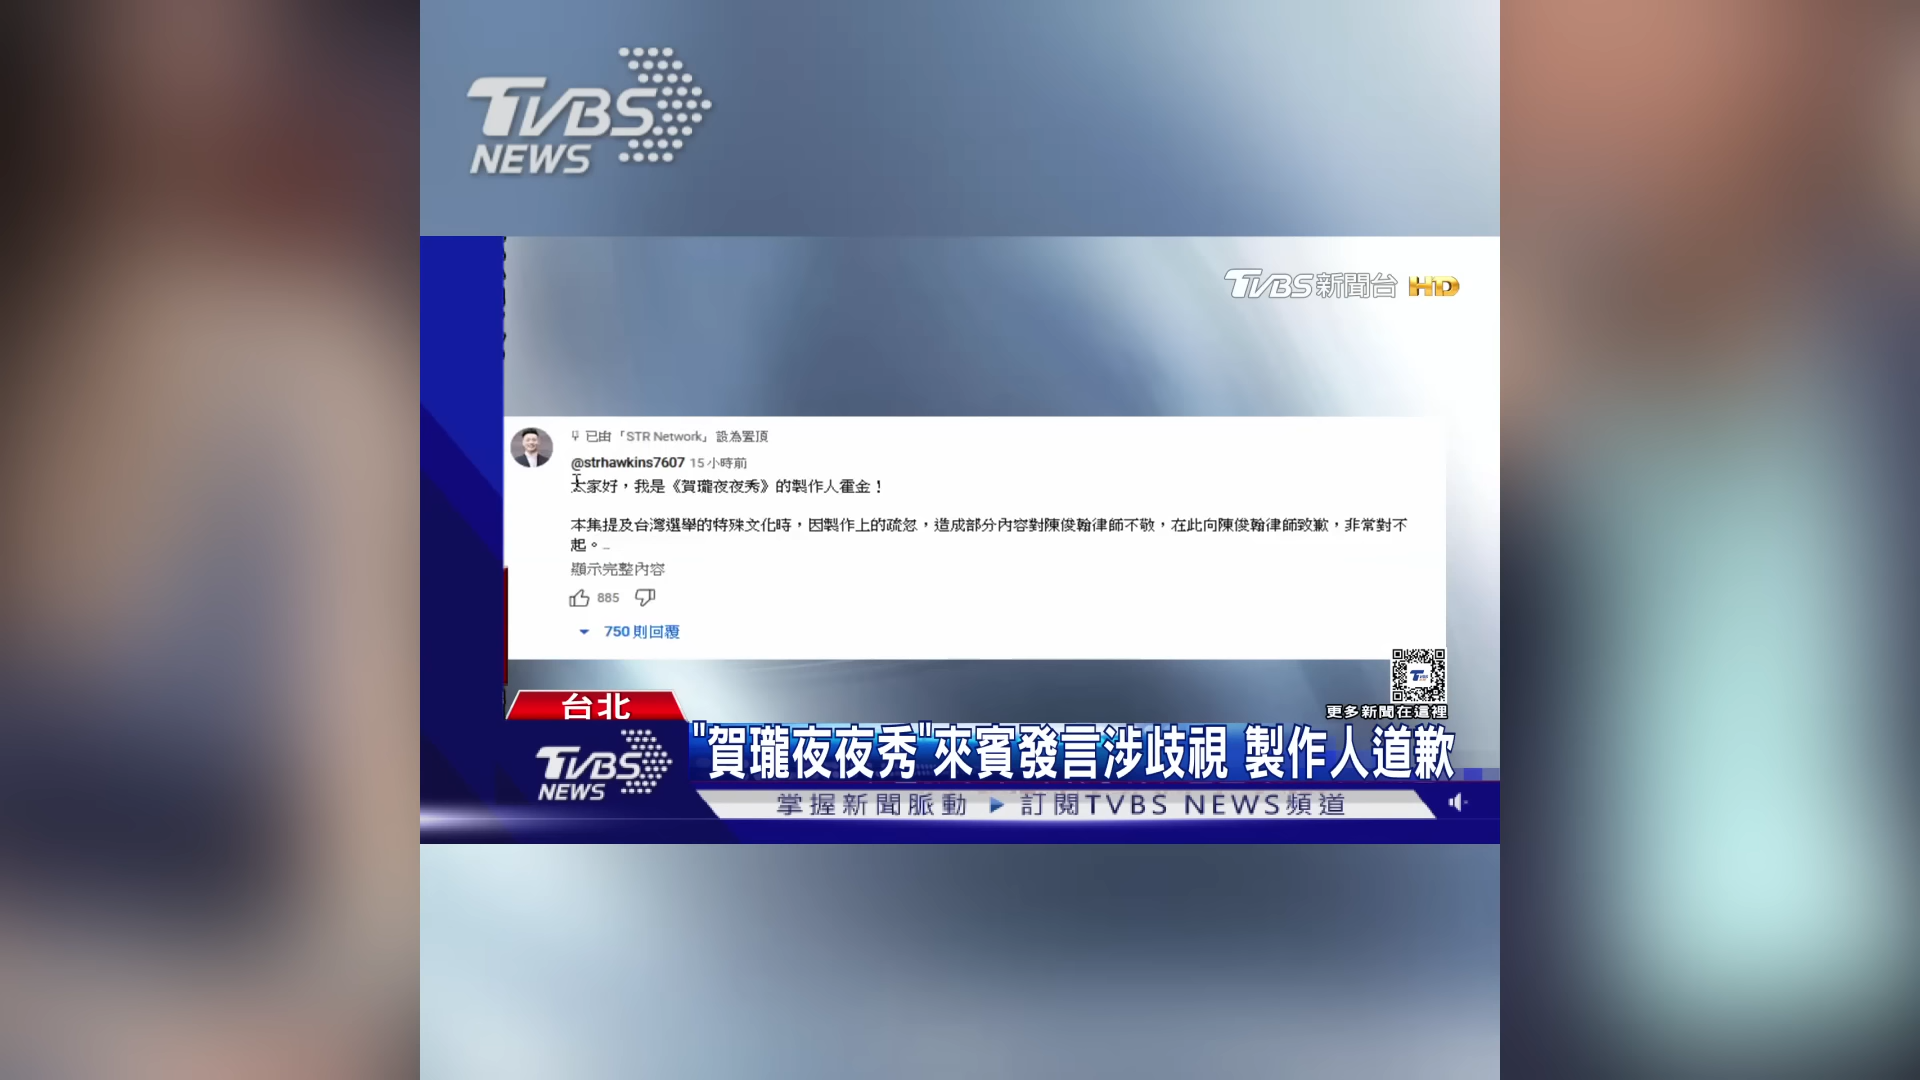 TVBS
NEWS
TVBS新聞台 HD
已由「STR Network」設為置頂
@strhawkins7607 15 小時前
大家好，我是《賀瓏夜夜秀》的製作人霍金！
本集提及台灣選舉的特殊文化時，因製作上的疏忽，造成部分內容對陳俊翰律師不敬，在此向陳俊翰律師致歉，非常對不
起。...
顯示完整內容
885
750 則回覆
更多新聞在這裡
台北
"賀瓏夜夜秀"來賓發言涉歧視 製作人道歉
TVBS
NEWS
掌握新聞脈動 ▶ 訂閱TVBS NEWS頻道